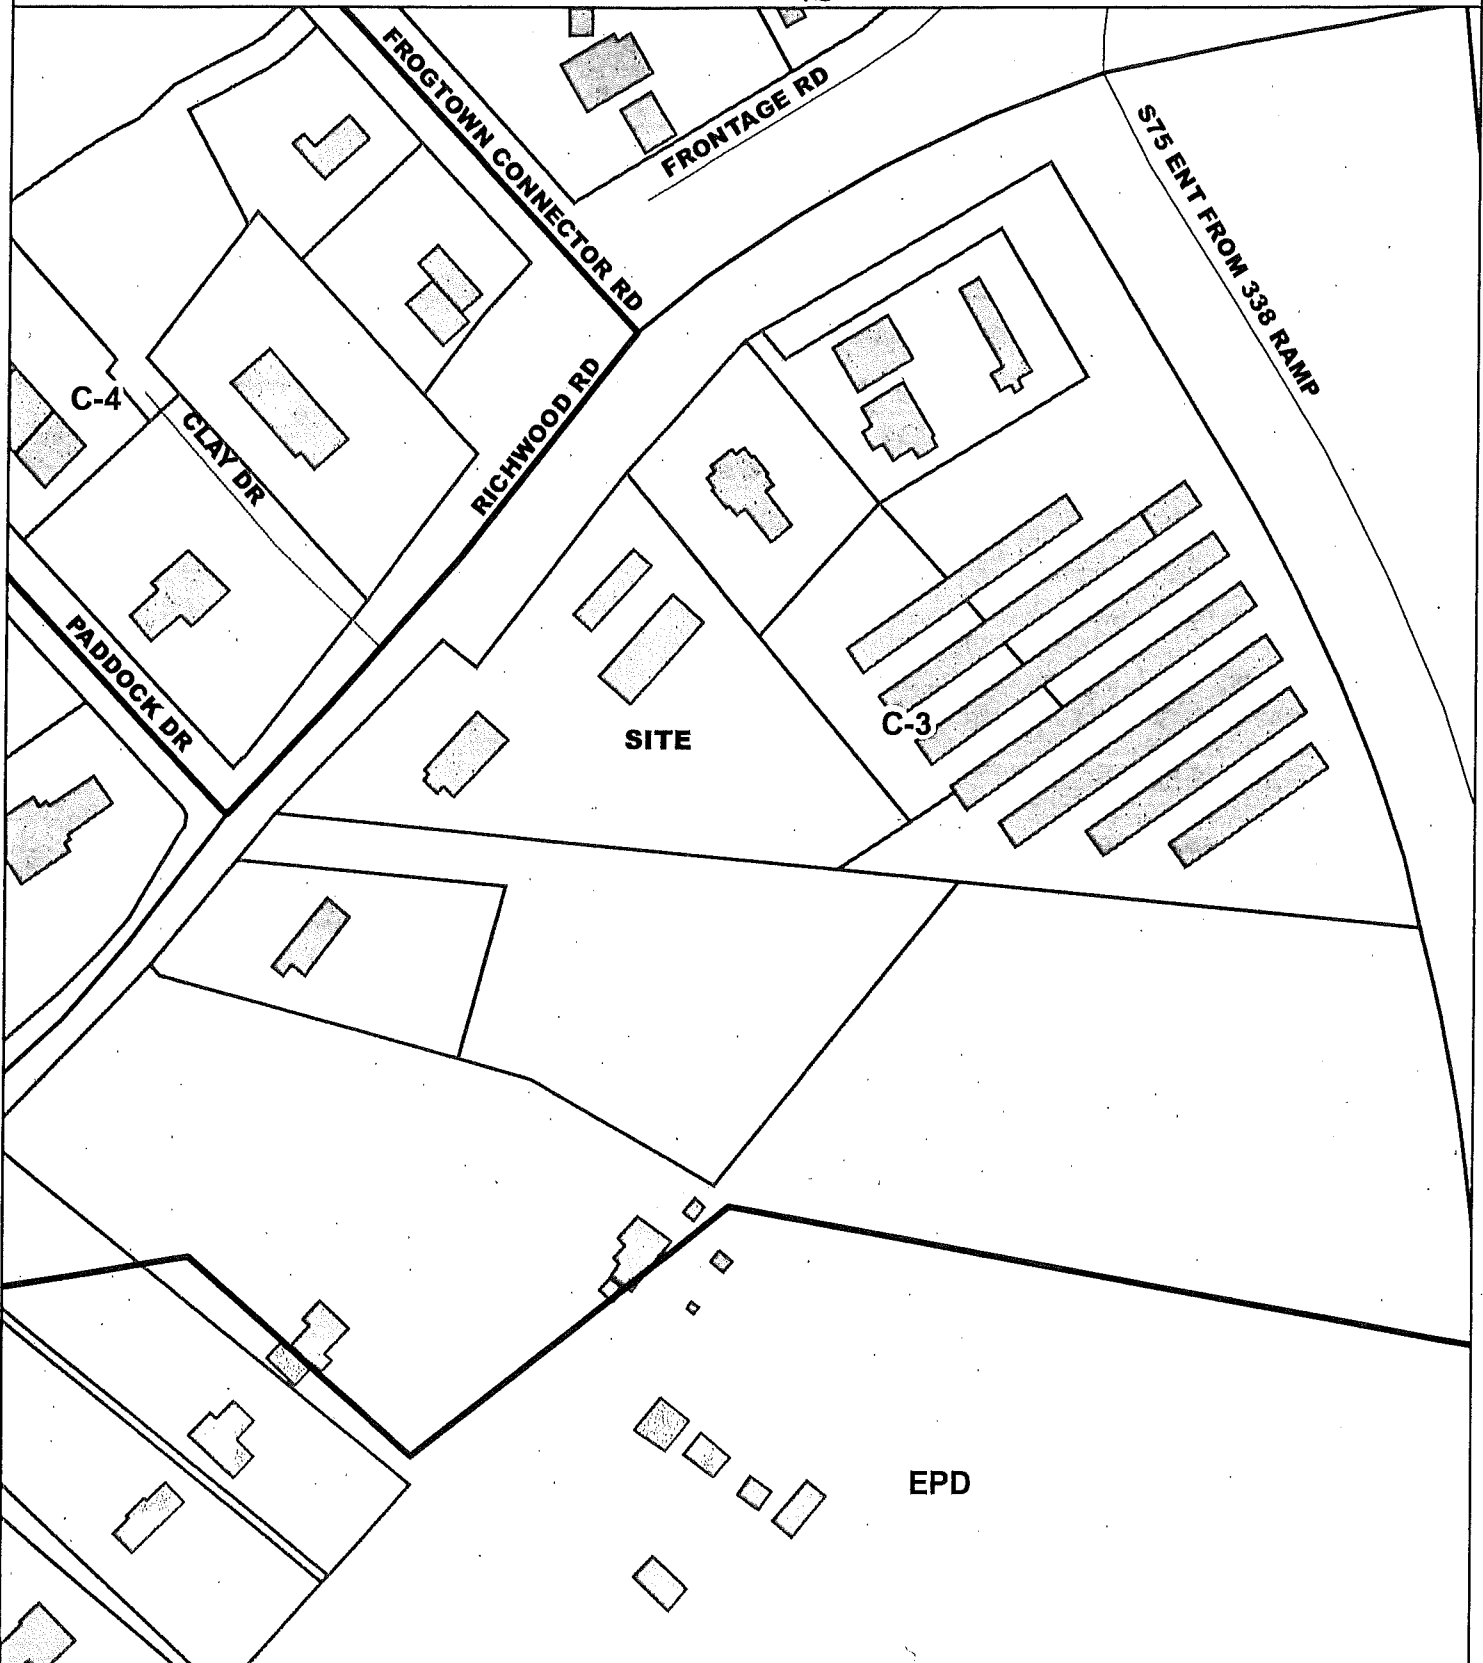 FROGTOWN CONNECTOR RD
FRONTAGE RD
S75 ENT FROM 338 RAMP
C-4
CLAY DR
RICHWOOD RD
PADDOCK DR
SITE
C-3
EPD